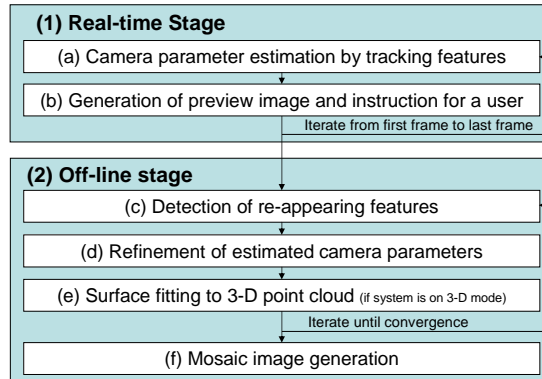 (1) Real-time Stage
(a) Camera parameter estimation by tracking features
(b) Generation of preview image and instruction for a user
Iterate from first frame to last frame
(2) Off-line stage
(c) Detection of re-appearing features
(d) Refinement of estimated camera parameters
(e) Surface fitting to 3-D point cloud (if system is on 3-D mode)
Iterate until convergence
(f) Mosaic image generation